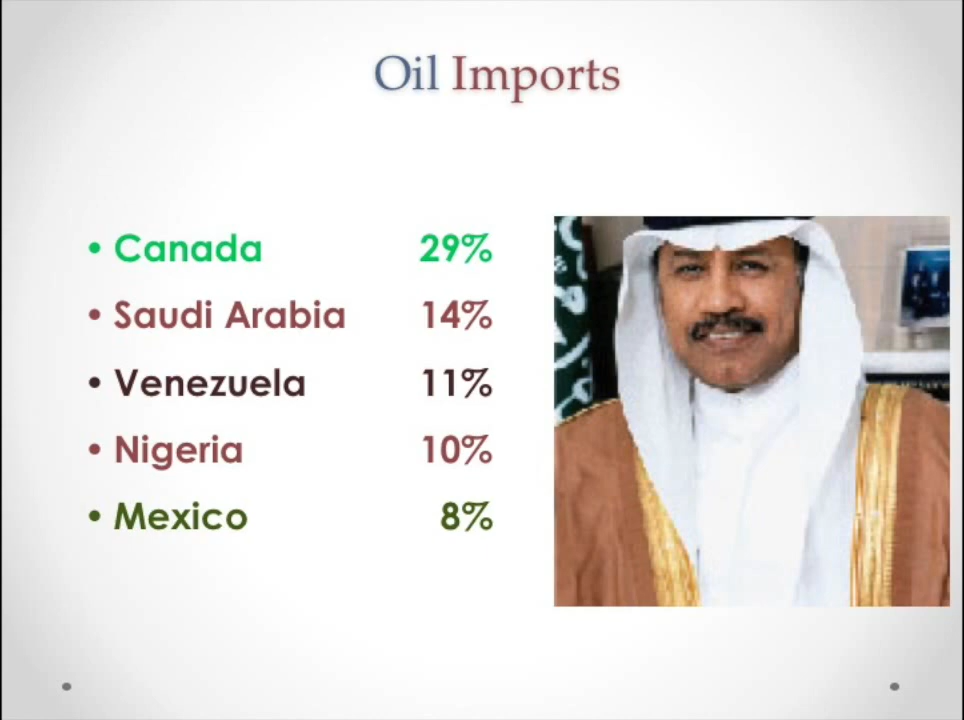 Oil Imports
• Canada 29%
• Saudi Arabia 14%
• Venezuela 11%
• Nigeria 10%
• Mexico 8%